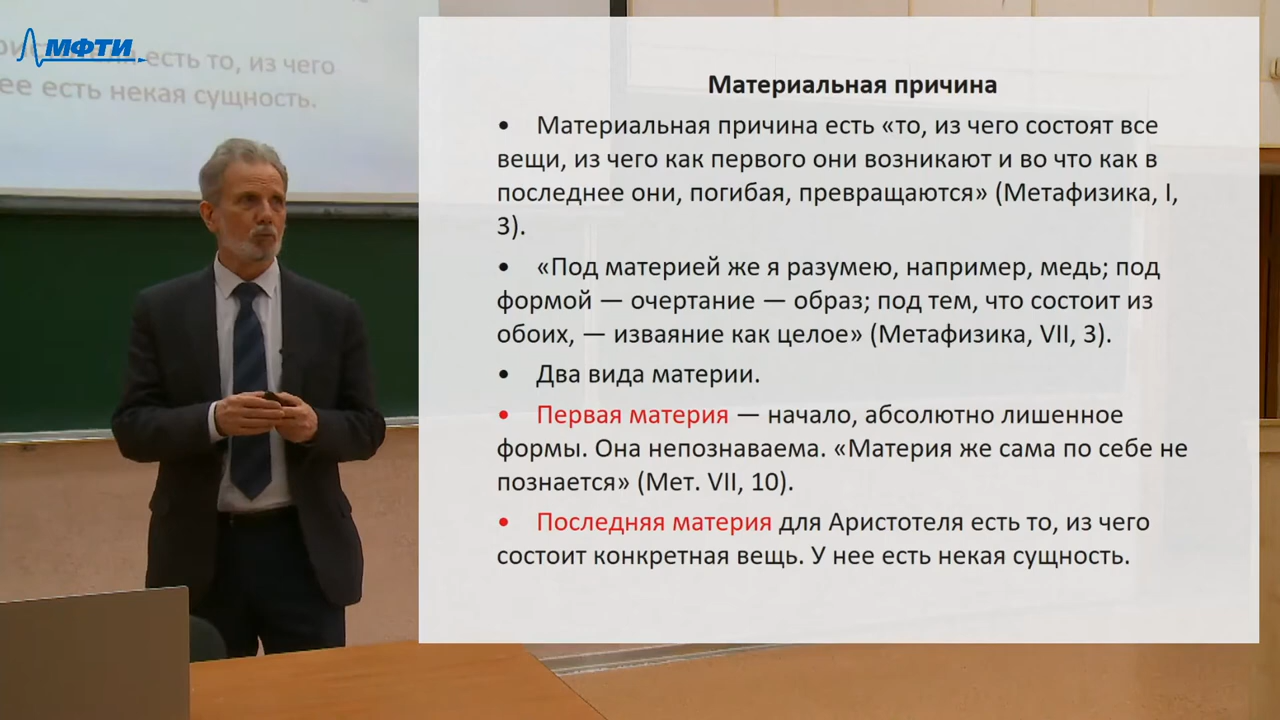 МФТИ
есть то, из чего
ее есть некая сущность.
Материальная причина
• Материальная причина есть «то, из чего состоят все
вещи, из чего как первого они возникают и во что как в
последнее они, погибая, превращаются» (Метафизика, I,
3).
• «Под материей же я разумею, например, медь; под
формой — очертание — образ; под тем, что состоит из
обоих, — изваяние как целое» (Метафизика, VII, 3).
• Два вида материи.
• Первая материя — начало, абсолютно лишенное
формы. Она непознаваема. «Материя же сама по себе не
познается» (Мет. VII, 10).
• Последняя материя для Аристотеля есть то, из чего
состоит конкретная вещь. У нее есть некая сущность.